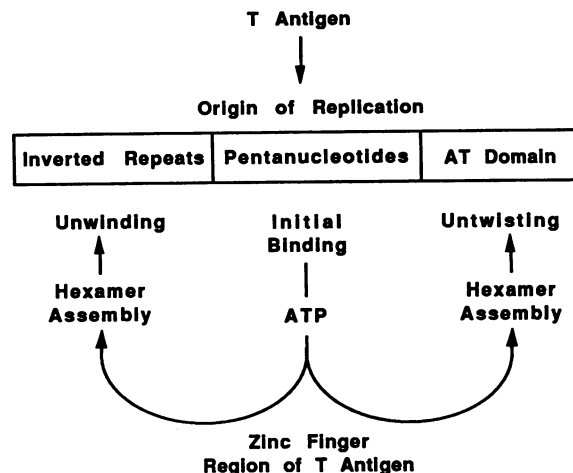 T Antigen
Origin of Replication
Inverted Repeats Pentanucleotides AT Domain
Unwinding Initial Binding Untwisting
Hexamer Assembly ATP Hexamer Assembly
Zinc Finger
Region of T Antigen